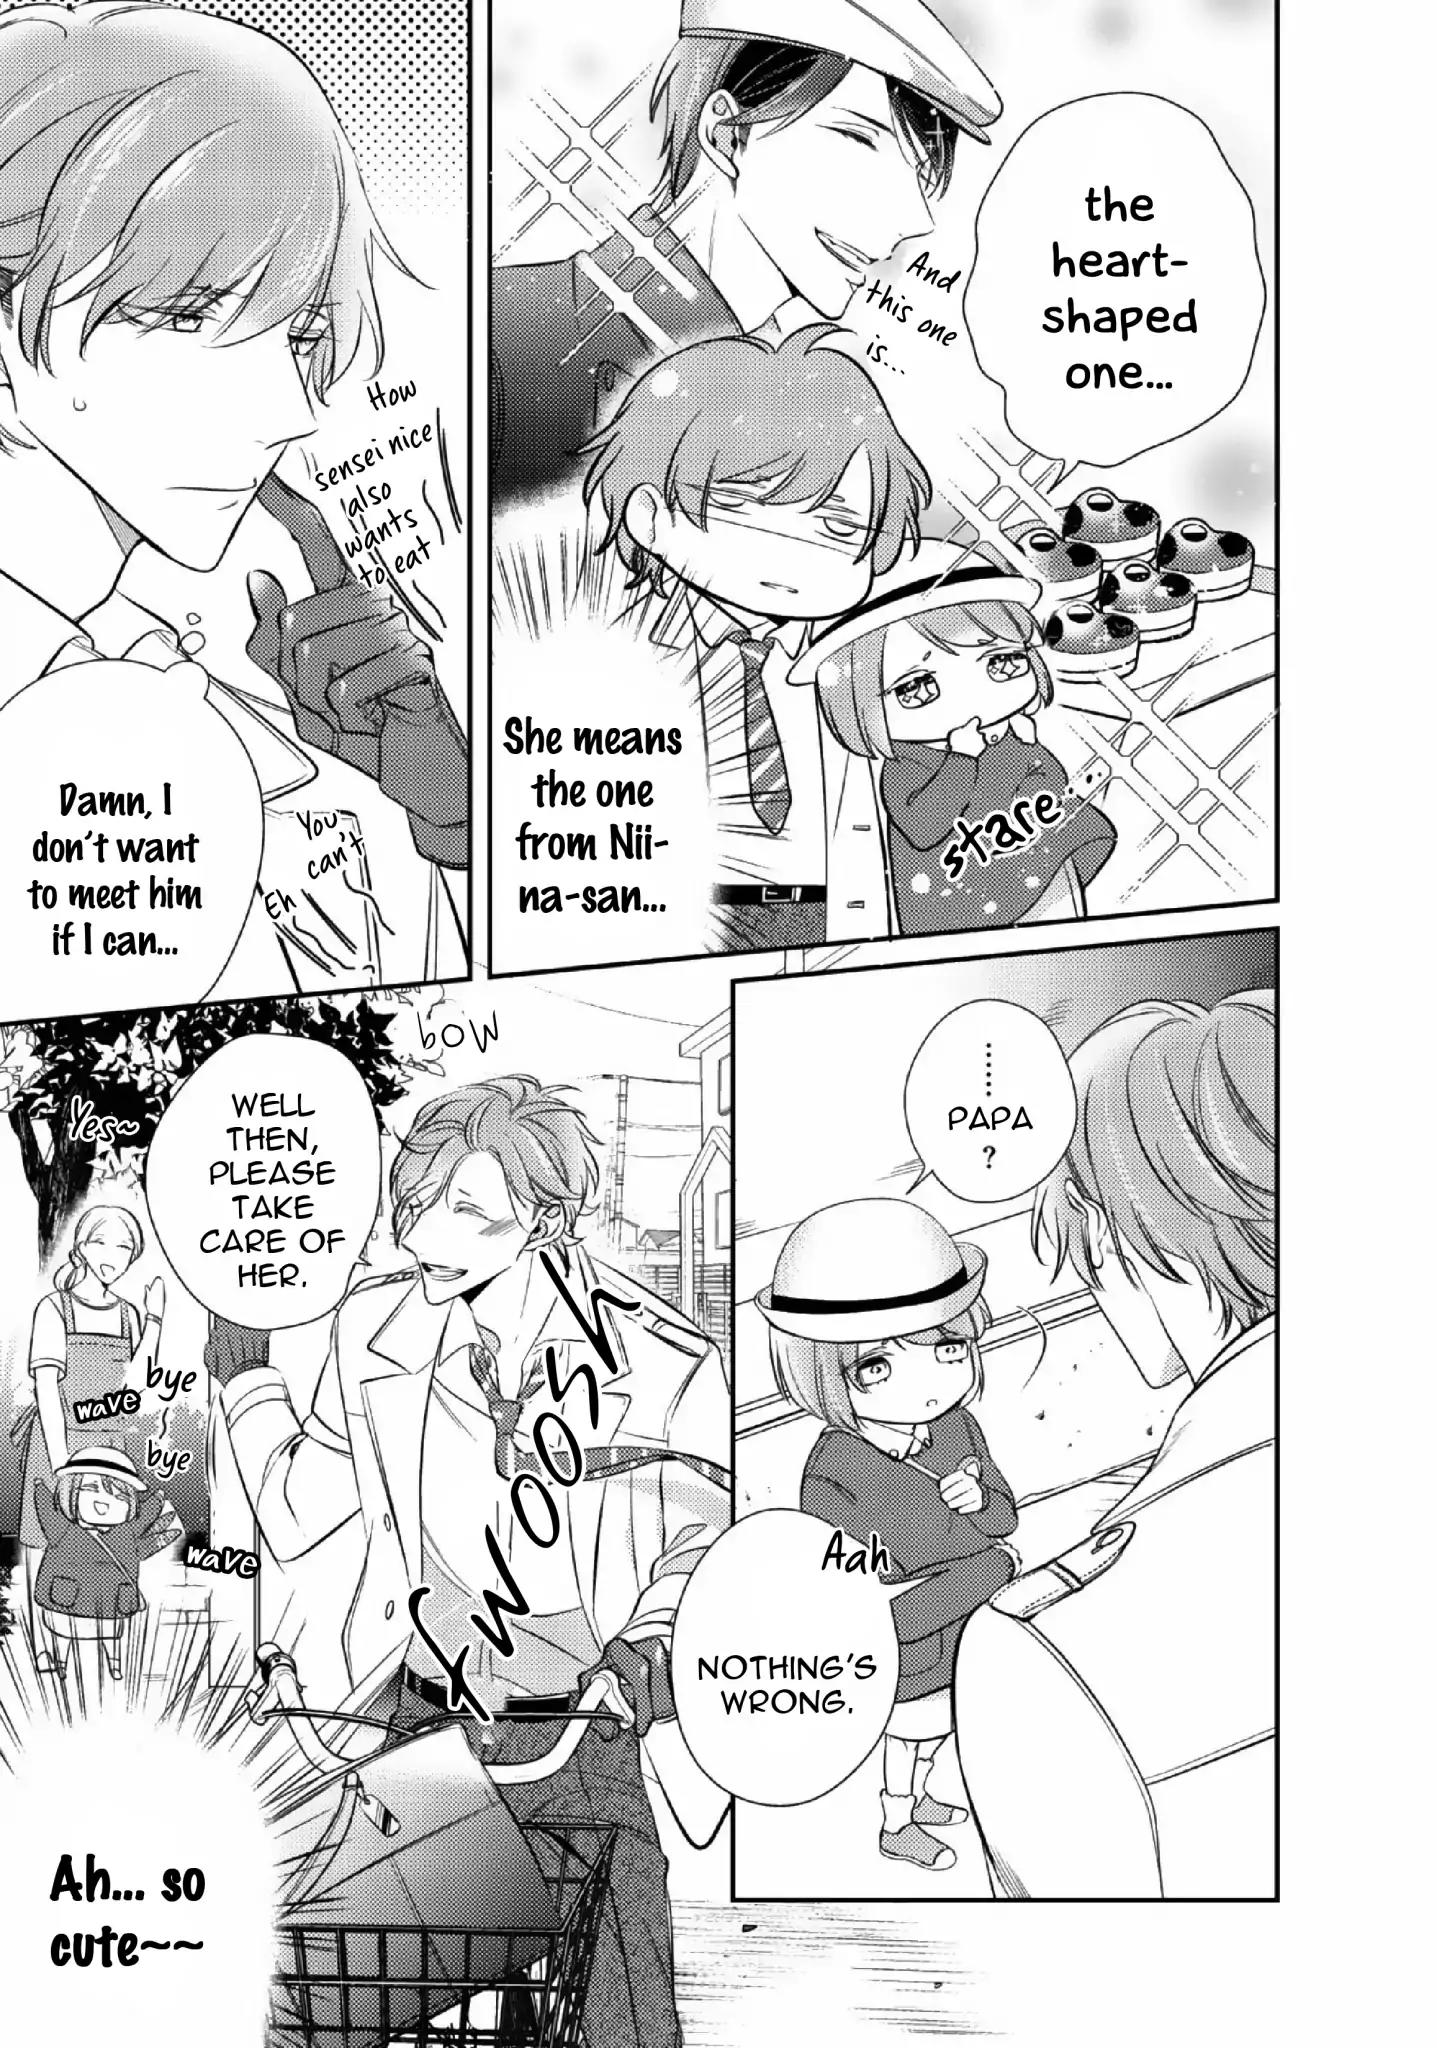 the
heart-
shaped
one...
And
this one
is...
stare...
She means
the one
from Nii-
na-san...
How
nice
sensei
also
wants
to eat
You
can't
Eh
Damn, I
don't want
to meet him
if I can...
......
PAPA
?
Aah
NOTHING'S
WRONG.
bow
WELL
THEN,
PLEASE
TAKE
CARE OF
HER.
Yes~
bye
~
bye
wave
wave
fwoosh
Ah... so
cute~~